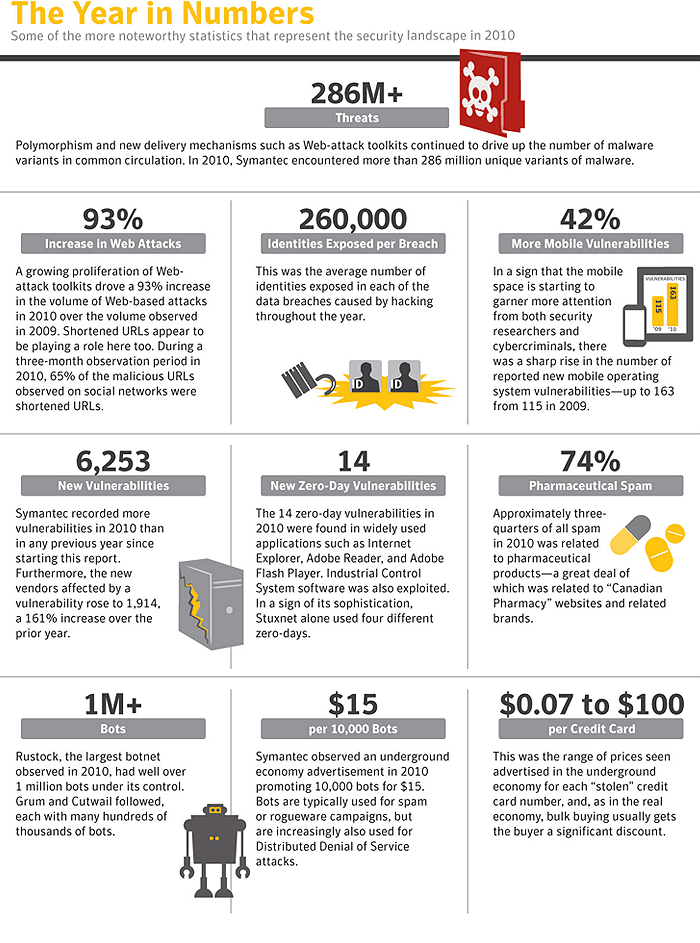 The Year in Numbers
Some of the more noteworthy statistics that represent the security landscape in 2010
286M+
Threats
Polymorphism and new delivery mechanisms such as Web-attack toolkits continued to drive up the number of malware
variants in common circulation. In 2010, Symantec encountered more than 286 million unique variants of malware.
93%
Increase in Web Attacks
A growing proliferation of Web-
attack toolkits drove a 93% increase
in the volume of Web-based attacks
in 2010 over the volume observed
in 2009. Shortened URLs appear to
be playing a role here too. During a
three-month observation period in
2010, 65% of the malicious URLs
observed on social networks were
shortened URLs.
260,000
Identities Exposed per Breach
This was the average number of
identities exposed in each of the
data breaches caused by hacking
throughout the year.
ID
ID
42%
More Mobile Vulnerabilities
In a sign that the mobile
space is starting to
garner more attention
from both security
researchers and
cybercriminals, there
was a sharp rise in the number of
reported new mobile operating
system vulnerabilities—up to 163
from 115 in 2009.
VULNERABILITIES
115
163
'09
'10
6,253
New Vulnerabilities
Symantec recorded more
vulnerabilities in 2010 than
in any previous year since
starting this report.
Furthermore, the new
vendors affected by a
vulnerability rose to 1,914,
a 161% increase over the
prior year.
14
New Zero-Day Vulnerabilities
The 14 zero-day vulnerabilities in
2010 were found in widely used
applications such as Internet
Explorer, Adobe Reader, and Adobe
Flash Player. Industrial Control
System software was also exploited.
In a sign of its sophistication,
Stuxnet alone used four different
zero-days.
74%
Pharmaceutical Spam
Approximately three-
quarters of all spam
in 2010 was related
to pharmaceutical
products—a great deal of
which was related to “Canadian
Pharmacy” websites and related
brands.
1M+
Bots
Rustock, the largest botnet
observed in 2010, had well over
1 million bots under its control.
Grum and Cutwail followed,
each with many hundreds of
thousands of bots.
$15
per 10,000 Bots
Symantec observed an underground
economy advertisement in 2010
promoting 10,000 bots for $15.
Bots are typically used for spam
or rogueware campaigns, but
are increasingly also used for
Distributed Denial of Service
attacks.
$0.07 to $100
per Credit Card
This was the range of prices seen
advertised in the underground
economy for each “stolen” credit
card number, and, as in the real
economy, bulk buying usually gets
the buyer a significant discount.